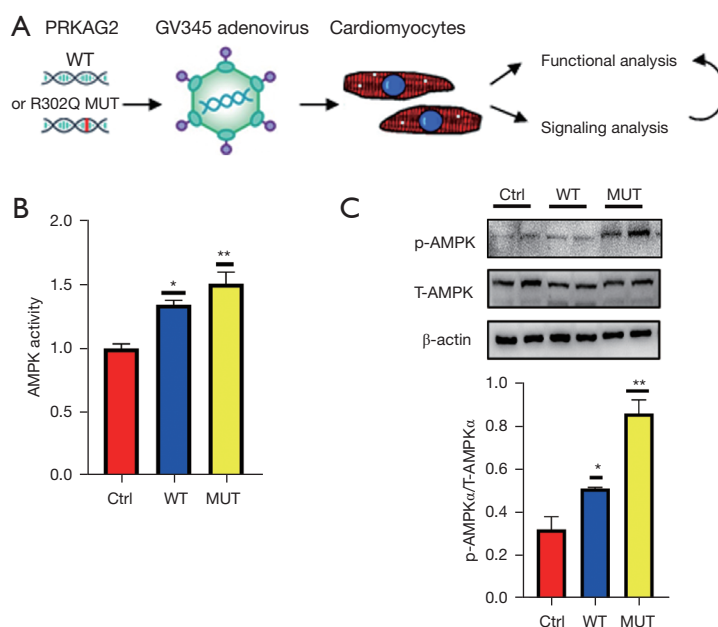 A
PRKAG2
GV345 adenovirus
Cardiomyocytes
WT
or R302Q MUT
Functional analysis
Signaling analysis
B
AMPK activity
2.0
1.5
1.0
0.5
0.0
*
**
Ctrl
WT
MUT
C
Ctrl
WT
MUT
p-AMPK
T-AMPK
β-actin
p-AMPKα/T-AMPKα
1.0
0.8
0.6
0.4
0.2
0.0
*
**
Ctrl
WT
MUT